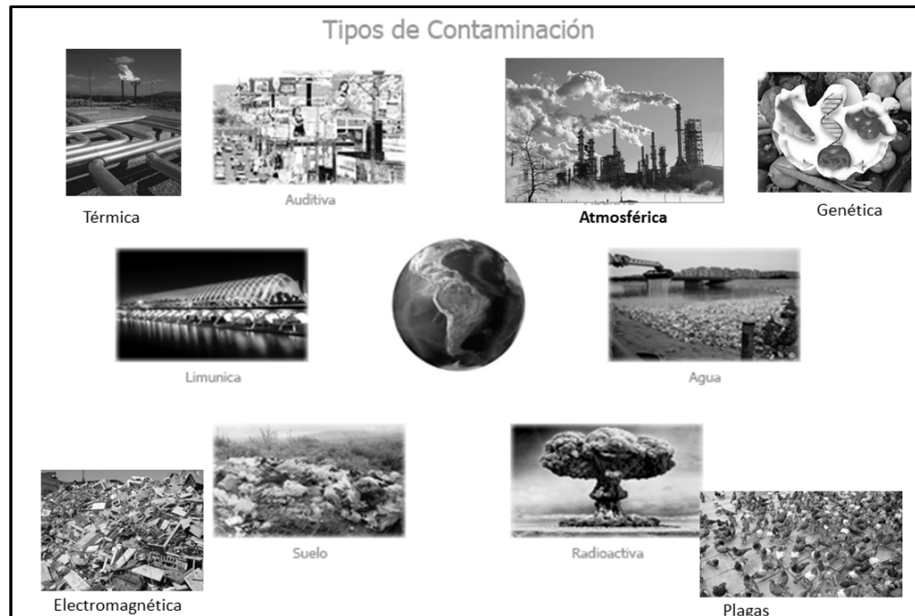 Tipos de Contaminación
Térmica
Auditiva
Atmosférica
Genética
Limunica
Agua
Suelo
Radioactiva
Electromagnética
Plagas